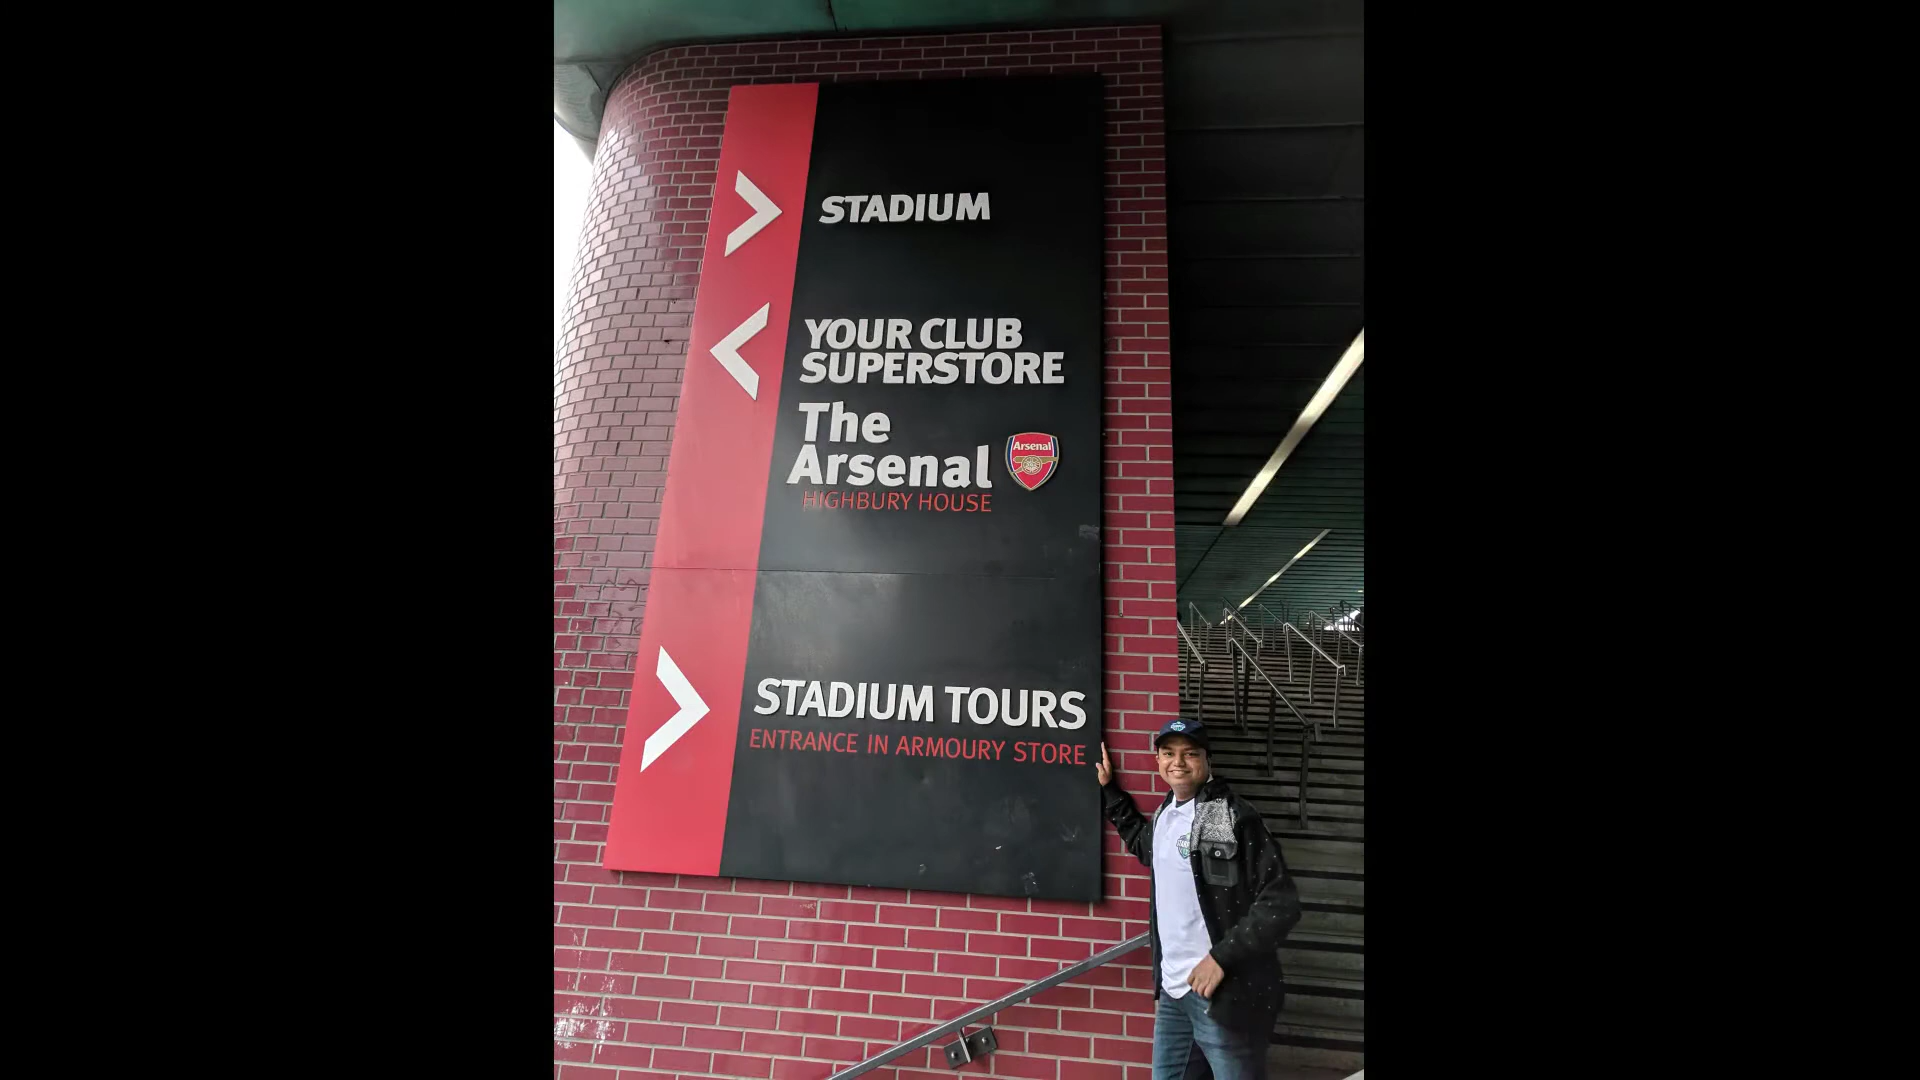 STADIUM
YOUR CLUB
SUPERSTORE
The
Arsenal
Arsenal
HIGHBURY HOUSE
STADIUM TOURS
ENTRANCE IN ARMOURY STORE